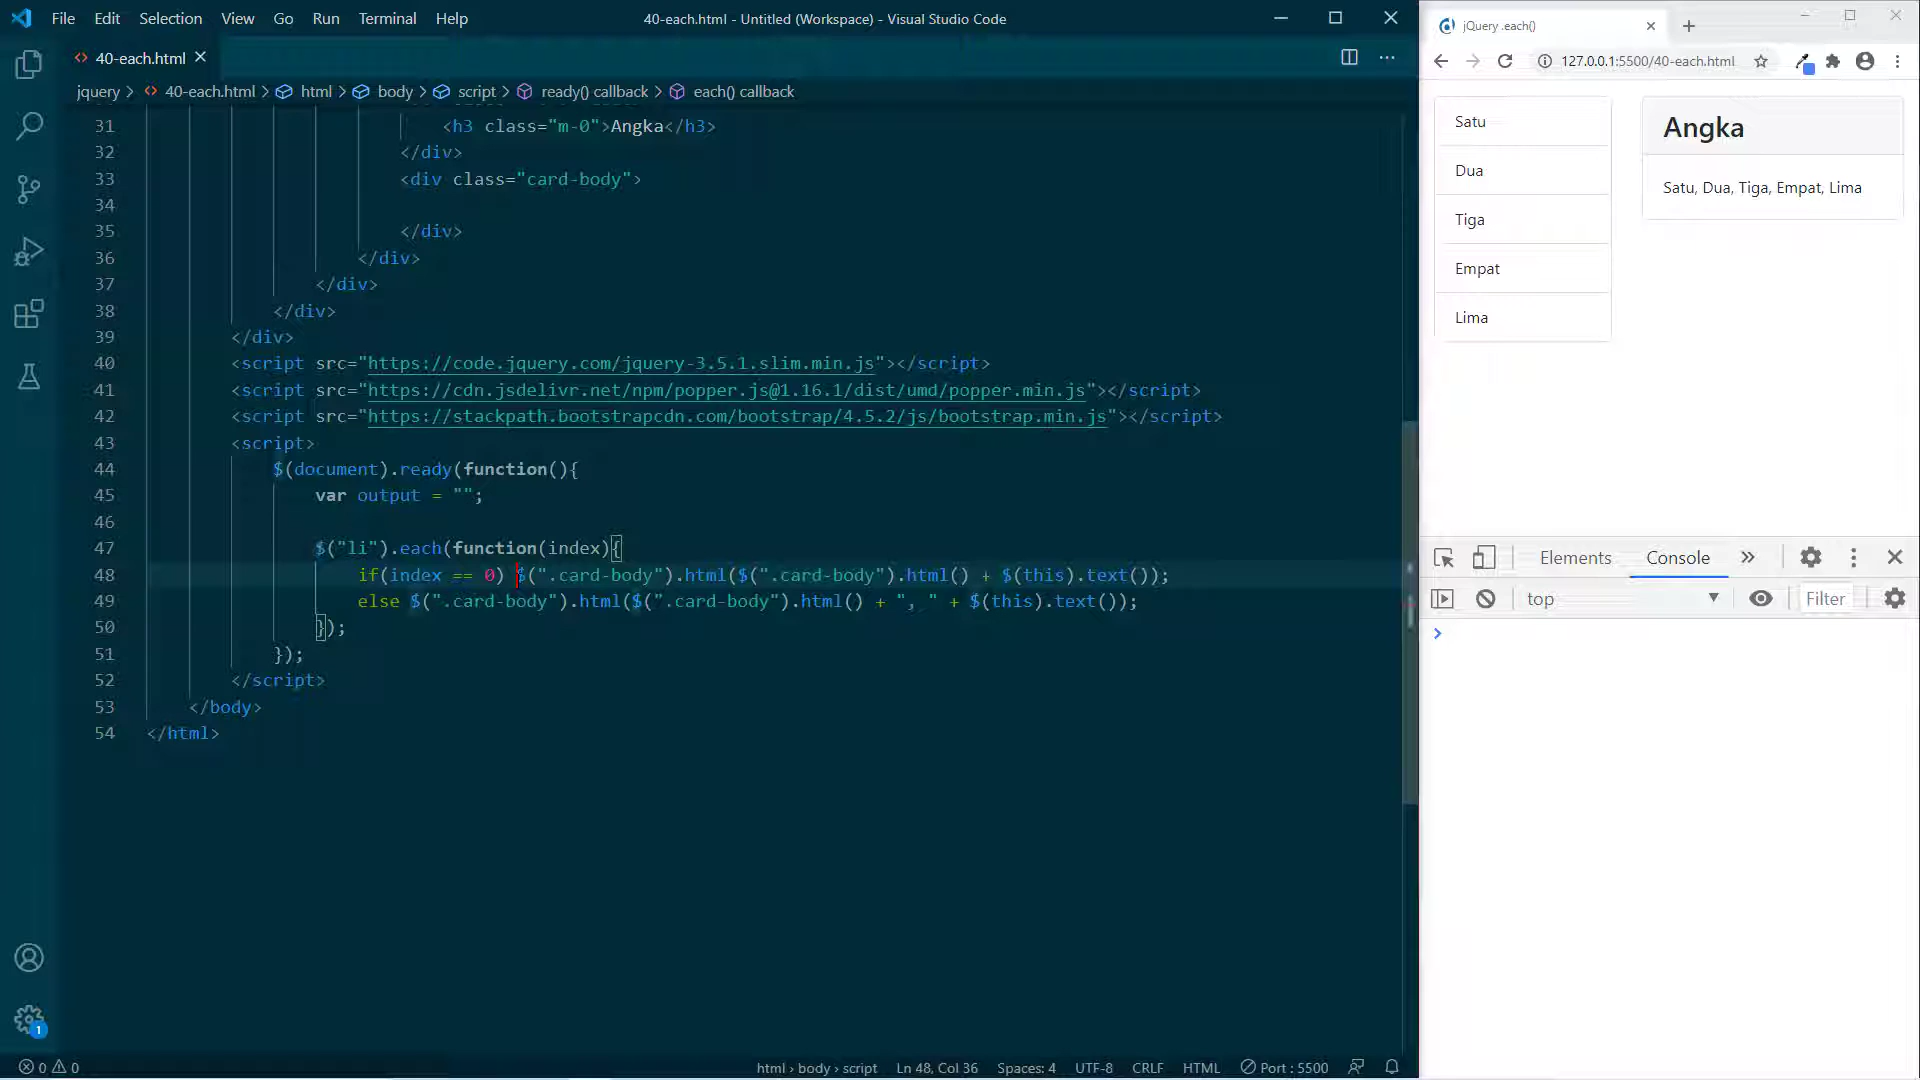 File Edit Selection View Go Run Terminal Help
40-each.html - Untitled (Workspace) - Visual Studio Code
40-each.html
jquery > 40-each.html > html > body > script > ready() callback > each() callback
31 <h3 class="m-0">Angka</h3>
32 </div>
33 <div class="card-body">
34
35 </div>
36 </div>
37 </div>
38 </div>
39 </div>
40 <script src="https://code.jquery.com/jquery-3.5.1.slim.min.js"></script>
41 <script src="https://cdn.jsdelivr.net/npm/popper.js@1.16.1/dist/umd/popper.min.js"></script>
42 <script src="https://stackpath.bootstrapcdn.com/bootstrap/4.5.2/js/bootstrap.min.js"></script>
43 <script>
44 $(document).ready(function(){
45 var output = "";
46
47 $("li").each(function(index){
48 if(index == 0) $(".card-body").html($(".card-body").html() + $(this).text());
49 else $(".card-body").html($(".card-body").html() + ", " + $(this).text());
50 });
51 });
52 </script>
53 </body>
54 </html>
1
0 0
html › body › script
Ln 48, Col 36
Spaces: 4
UTF-8
CRLF
HTML
Port : 5500
jQuery .each()
127.0.0.1:5500/40-each.html
Satu
Dua
Tiga
Empat
Lima
Angka
Satu, Dua, Tiga, Empat, Lima
Elements Console »
top Filter